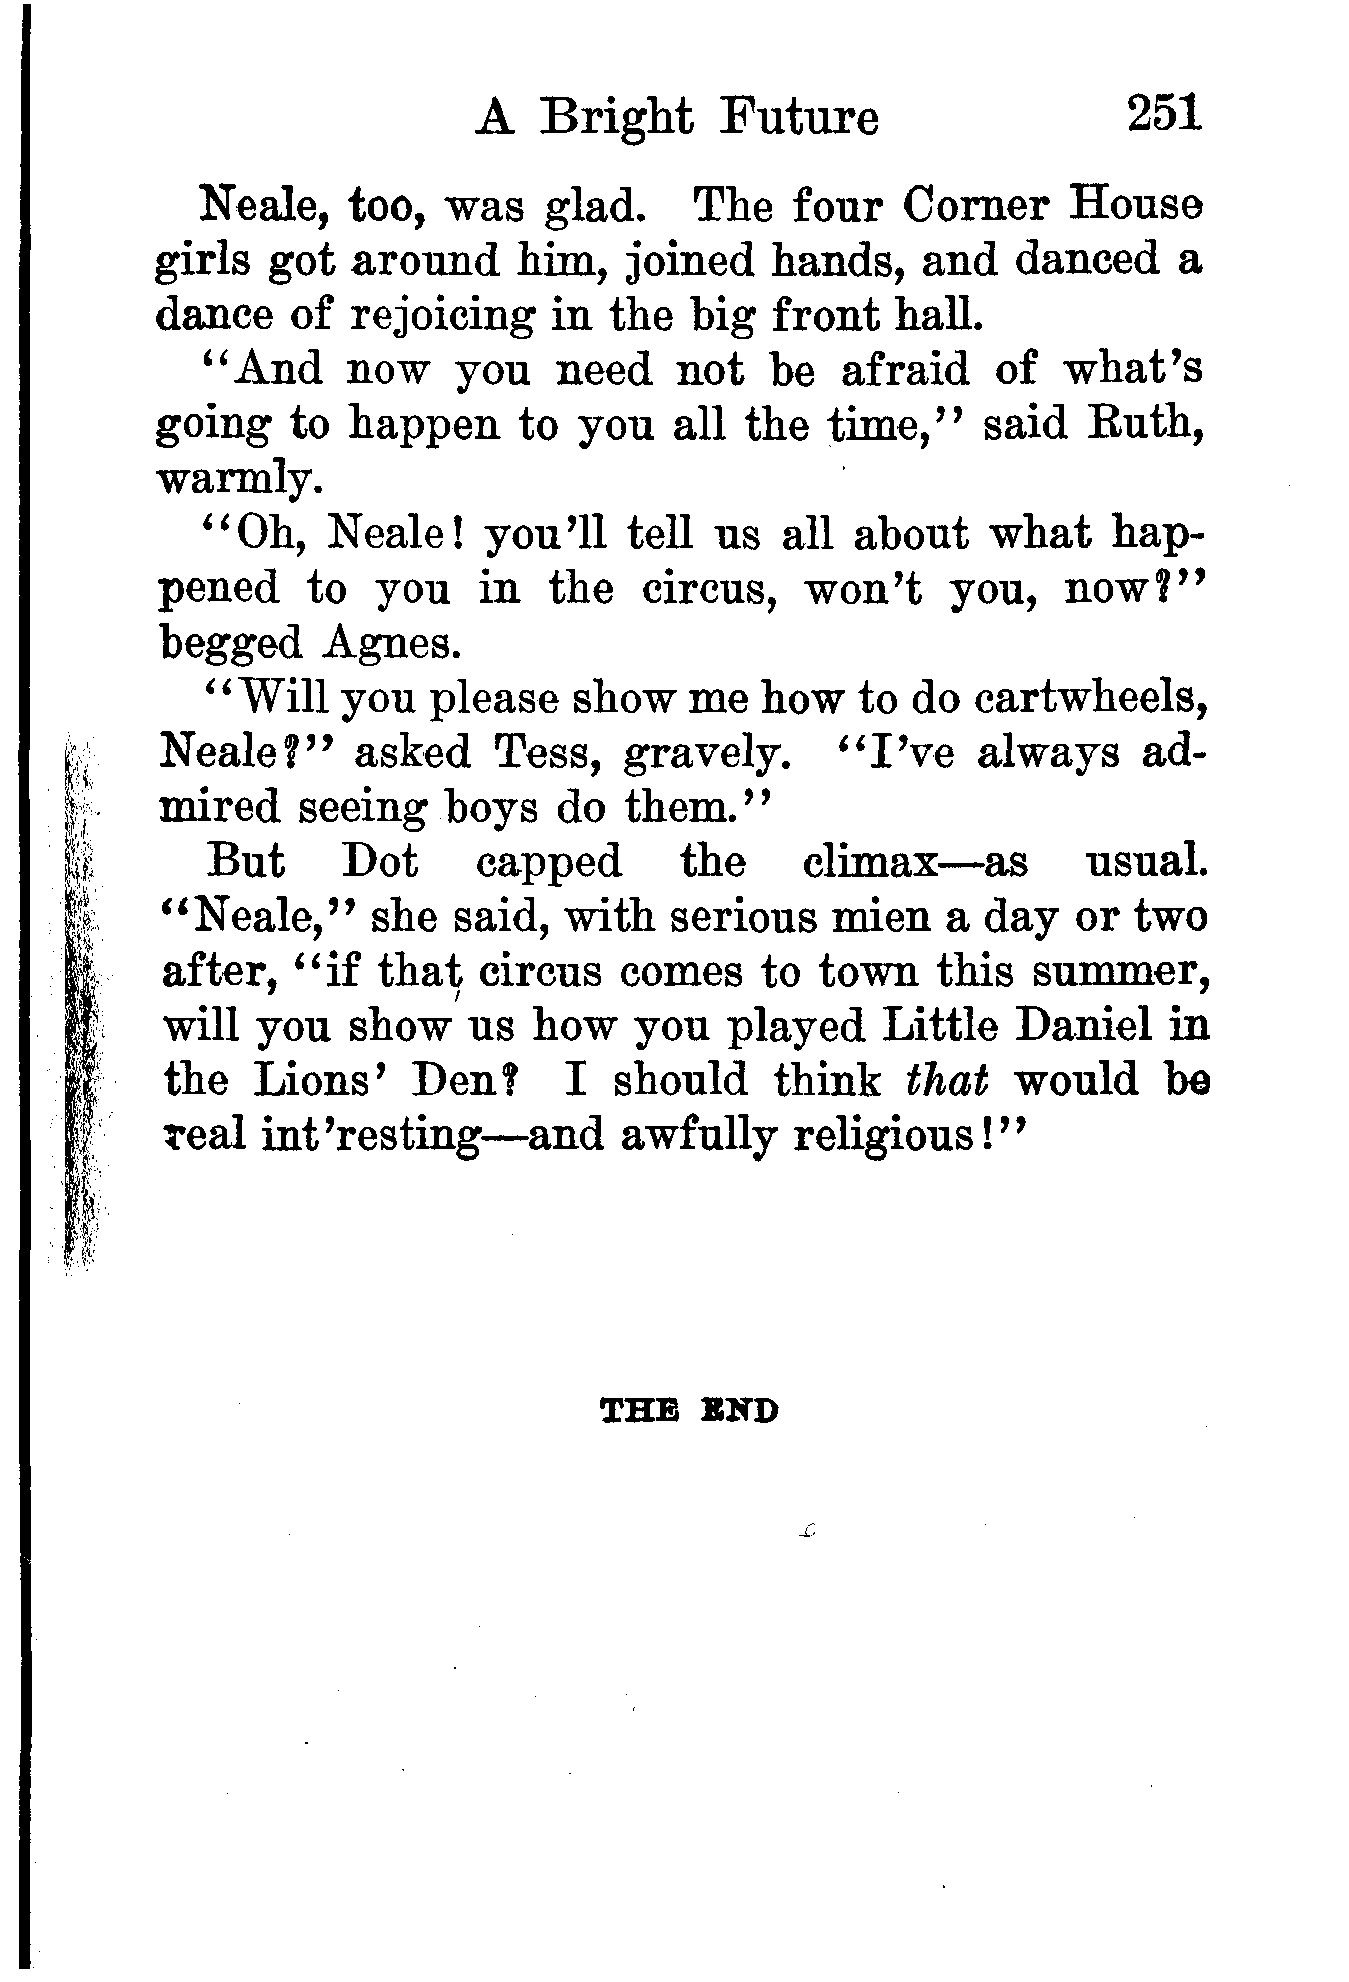 A Bright Future 251
Neale, too, was glad. The four Corner House
girls got around him, joined hands, and danced a
dance of rejoicing in the big front hall.
"And now you need not be afraid of what's
going to happen to you all the time," said Ruth,
warmly.
"Oh, Neale! you'll tell us all about what hap-
pened to you in the circus, won't you, now?"
begged Agnes.
"Will you please show me how to do cartwheels,
Neale?" asked Tess, gravely. "I've always ad-
mired seeing boys do them."
But Dot capped the climax—as usual.
"Neale," she said, with serious mien a day or two
after, "if that circus comes to town this summer,
will you show us how you played Little Daniel in
the Lions' Den? I should think that would be
real int'resting—and awfully religious!"
THE END